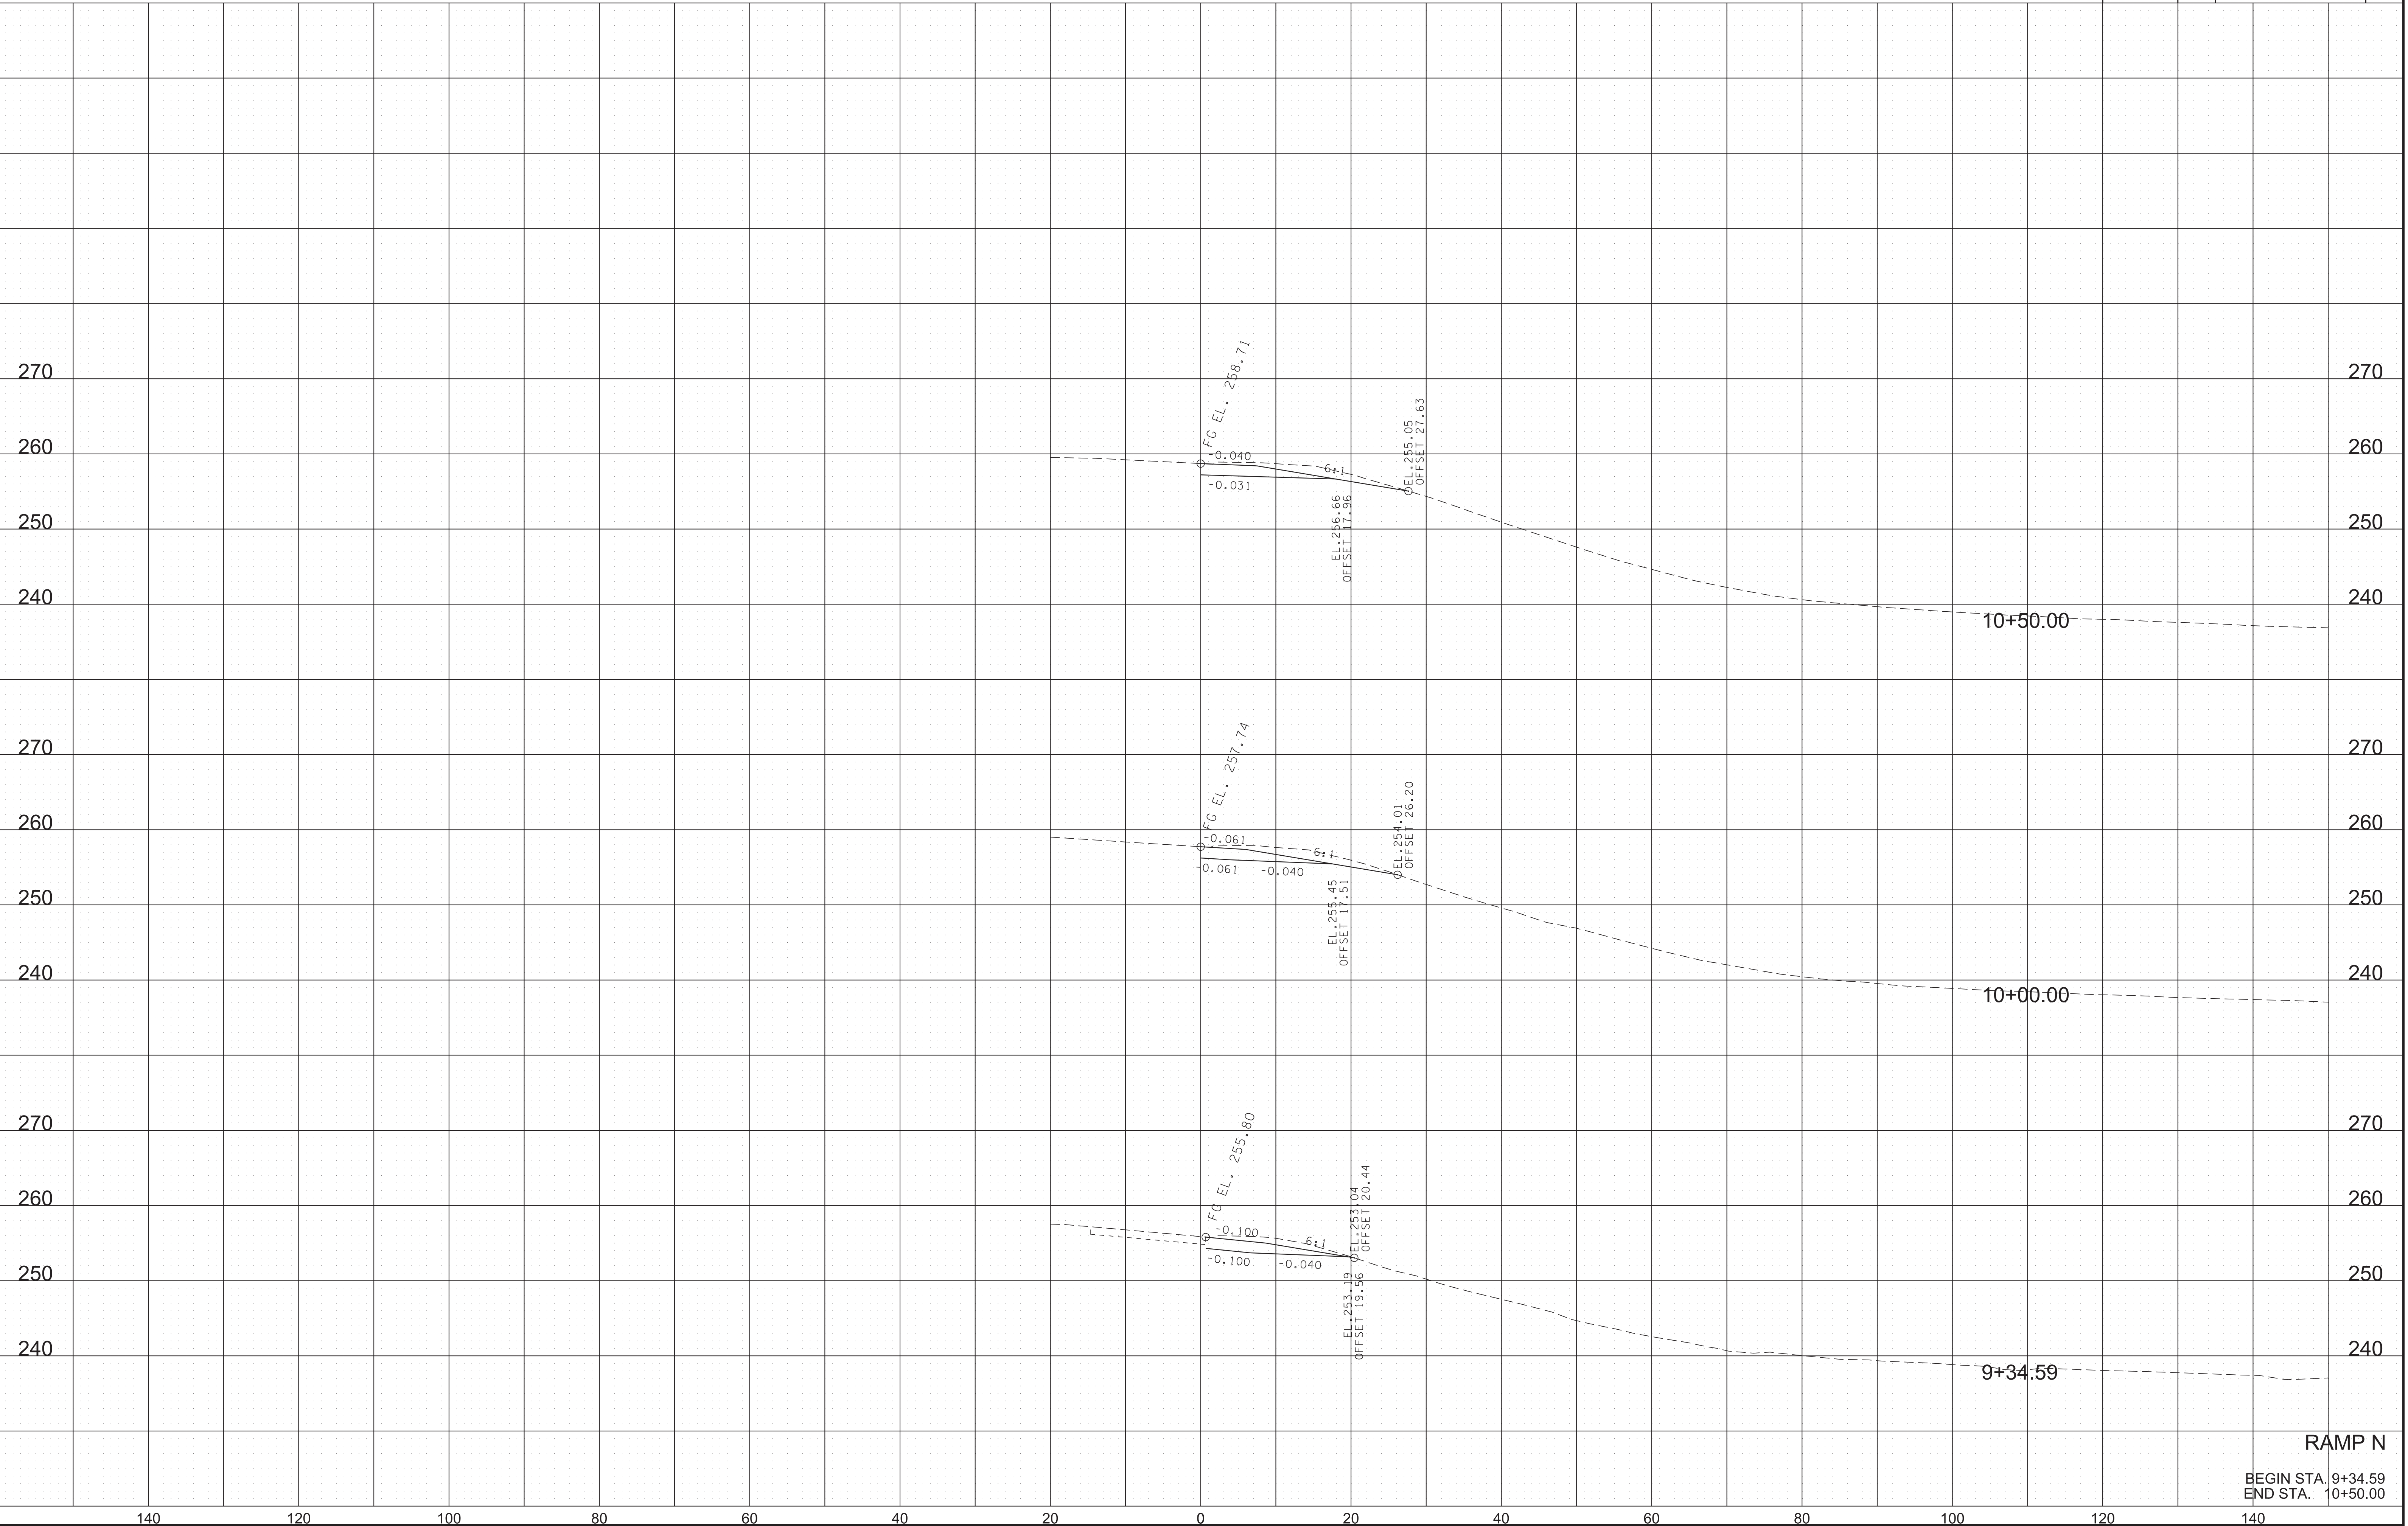 270 270
FG EL. 258.71
260 260
-0.040
6:1
EL.255.05
OFFSET 27.63
-0.031
EL.256.66
OFFSET 17.96
250 250
240 240
10+50.00
270 270
FG EL. 257.74
260 260
-0.061
6:1
EL.254.01
OFFSET 26.20
-0.061 -0.040
EL.255.45
OFFSET 17.51
250 250
240 240
10+00.00
270 270
FG EL. 255.80
260 260
-0.100
6:1
EL.253.04
OFFSET 20.44
-0.100 -0.040
EL.253.19
OFFSET 19.56
250 250
240 240
9+34.59
RAMP N
BEGIN STA. 9+34.59
END STA. 10+50.00
140 120 100 80 60 40 20 0 20 40 60 80 100 120 140